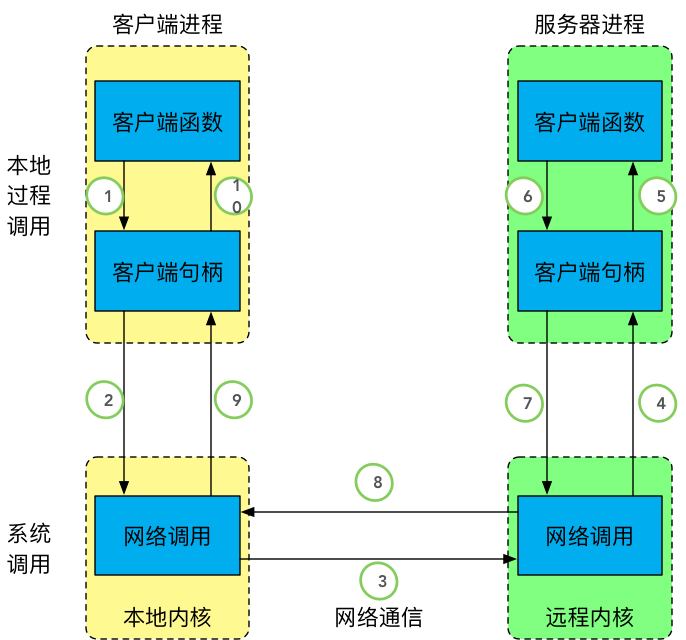 客户端进程
服务器进程
客户端函数
客户端函数
本地
过程
调用
1
10
6
5
客户端句柄
客户端句柄
2
9
7
4
8
网络调用
网络调用
系统
调用
3
本地内核
网络通信
远程内核